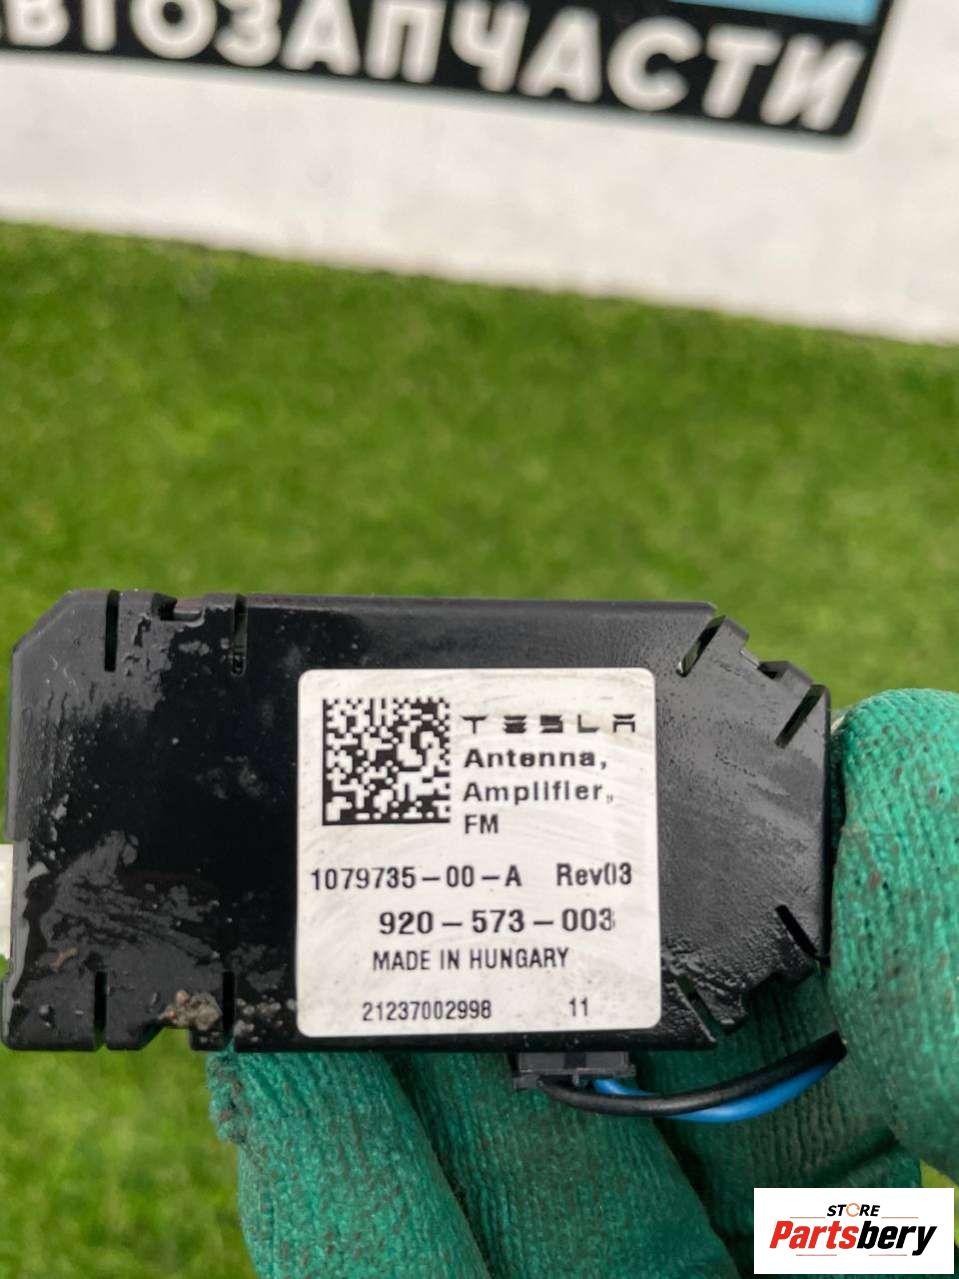 АВТОЗАПЧАСТИ
TESLA
Antenna,
Amplifier,,
FM
1079735-00-A Rev03
920-573-003
MADE IN HUNGARY
21237002998 11
STORE
Partsbery